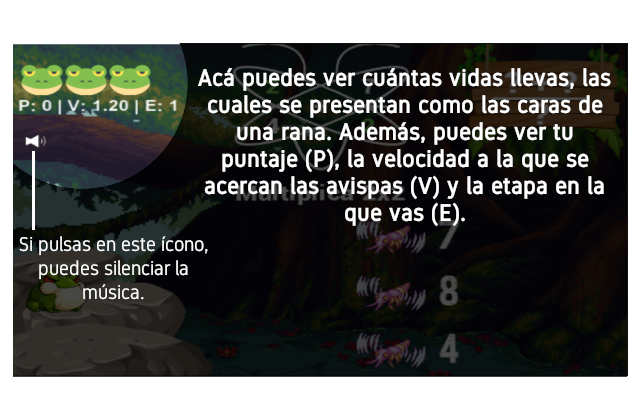 P: 0 | V: 1.20 | E: 1
Acá puedes ver cuántas vidas llevas, las
cuales se presentan como las caras de
una rana. Además, puedes ver tu
puntaje (P), la velocidad a la que se
acercan las avispas (V) y la etapa en la
que vas (E).
Multiplica 2x2
Si pulsas en este ícono,
puedes silenciar la
música.
7
8
4